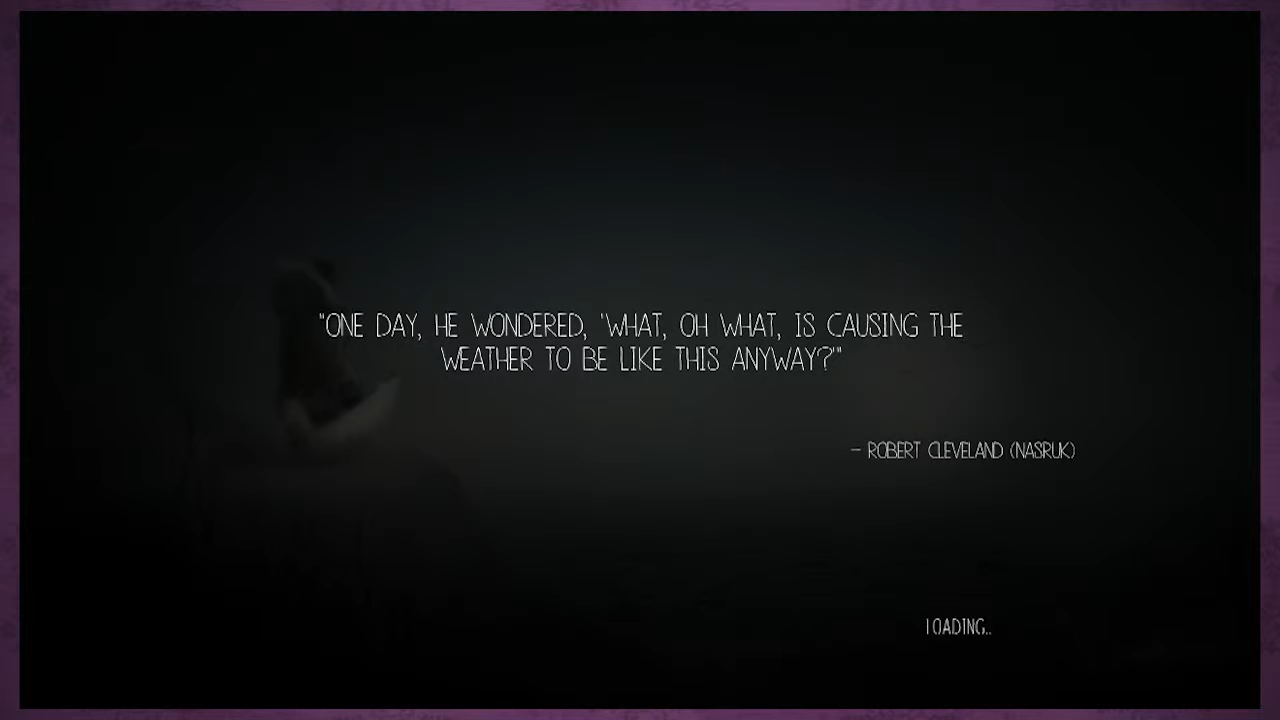 "ONE DAY, HE WONDERED, 'WHAT, OH WHAT, IS CAUSING THE
WEATHER TO BE LIKE THIS ANYWAY?'"
- ROBERT CLEVELAND (NASRUK)
LOADING..